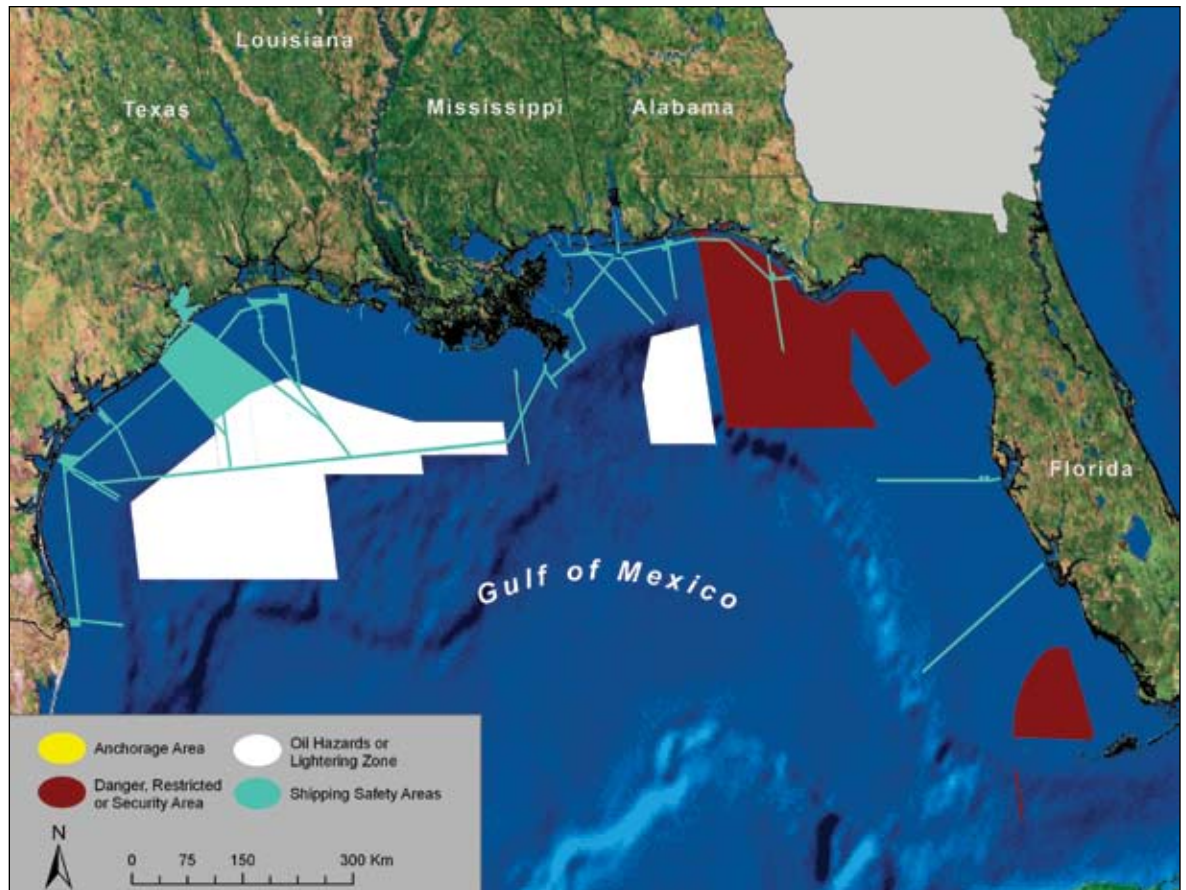 Louisiana
Texas
Mississippi
Alabama
Florida
Gulf of Mexico
Anchorage Area
Oil Hazards or
Lightering Zone
Danger, Restricted
or Security Area
Shipping Safety Areas
N
0 75 150 300 Km